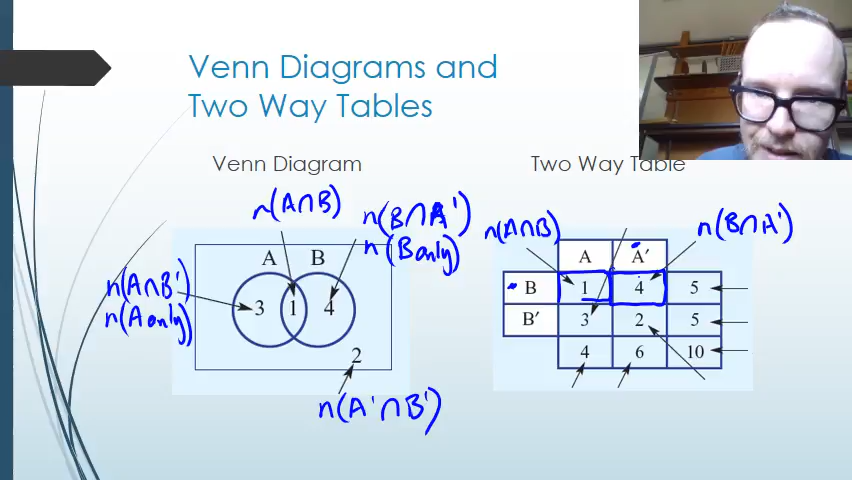 Venn Diagrams and
Two Way Tables
Venn Diagram
n(A∩B)
n(B∩A')
n(B only)
A B
n(A∩B')
n(A only)
3 1 4
2
n(A'∩B')
Two Way Table
n(A∩B)
n(B∩A')
A A′
B 1 4 5
B′ 3 2 5
4 6 10